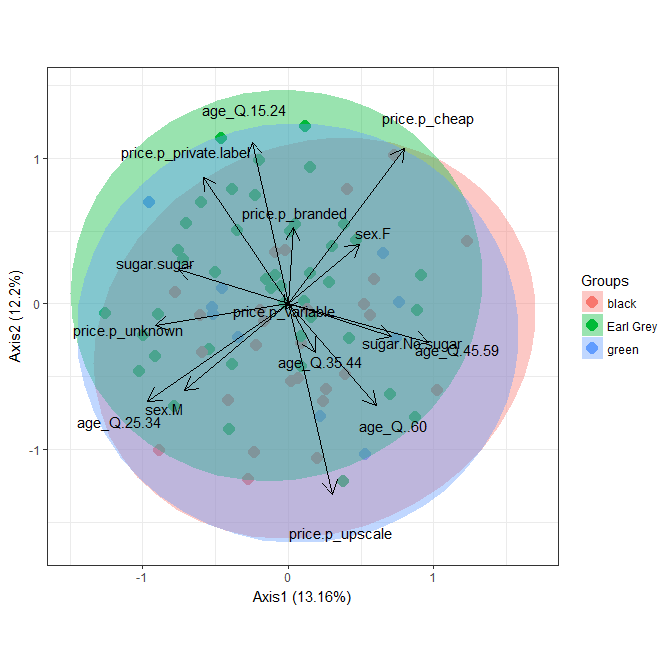 age_Q.15.24
price.p_cheap
price.p_private.label
price.p_branded
sex.F
sugar.sugar
price.p_variable
price.p_unknown
sugar.No.sugar
age_Q.45.59
age_Q.35.44
age_Q.25.34
sex.M
age_Q..60
price.p_upscale
1
0
-1
-1
0
1
Axis1 (13.16%)
Axis2 (12.2%)
Groups
black
Earl Grey
green